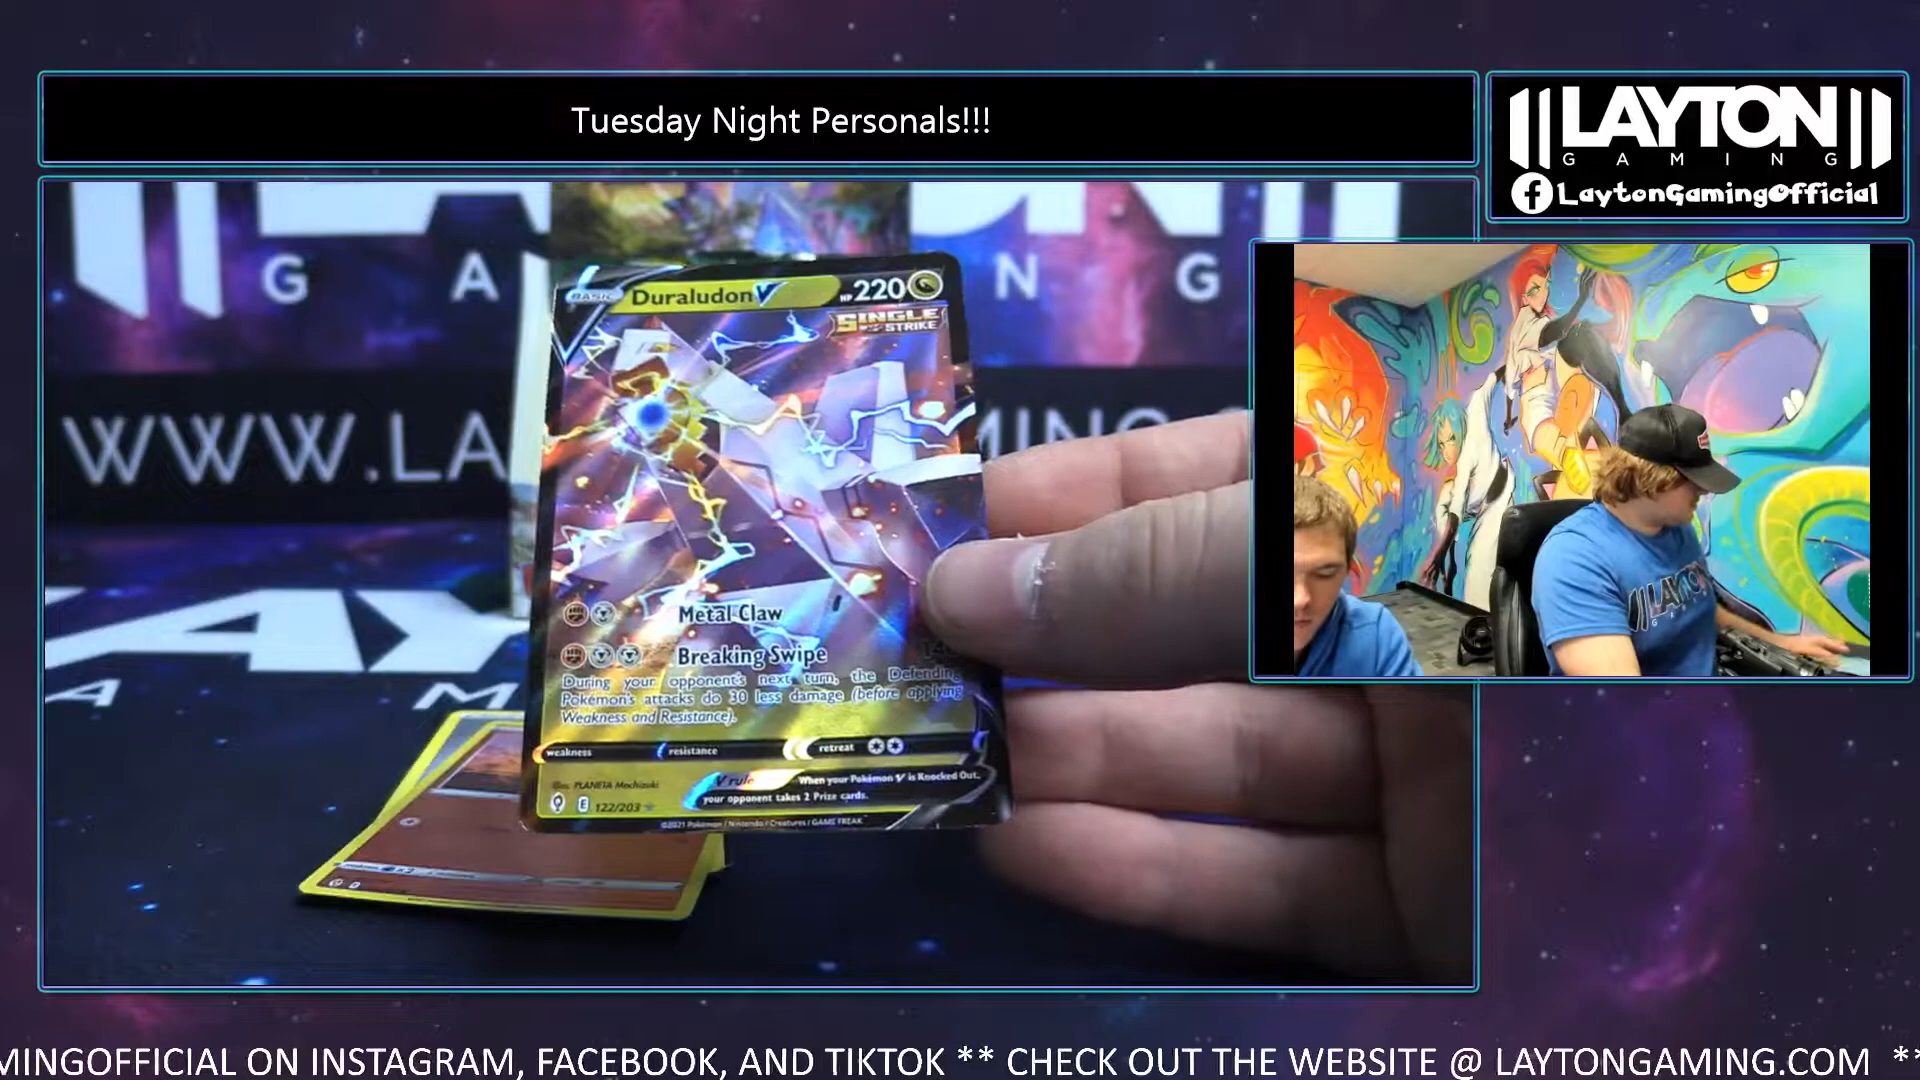 Tuesday Night Personals!!!
LAYTON
GAMING
LaytonGamingOfficial
G A N G
WWW.LA
BASIC Duraludon V HP 220
SINGLE STRIKE
Metal Claw
Breaking Swipe
During your opponent's next turn, the Defending
Pokémon's attacks do 30 less damage (before applying
Weakness and Resistance).
weakness resistance retreat
Illus. PLANETA Mochizuki
V rule When your Pokémon V is Knocked Out,
your opponent takes 2 Prize cards.
E 122/203
©2021 Pokémon / Nintendo / Creatures / GAME FREAK
LAYTON
MINGOFFICIAL ON INSTAGRAM, FACEBOOK, AND TIKTOK ** CHECK OUT THE WEBSITE @ LAYTONGAMING.COM **